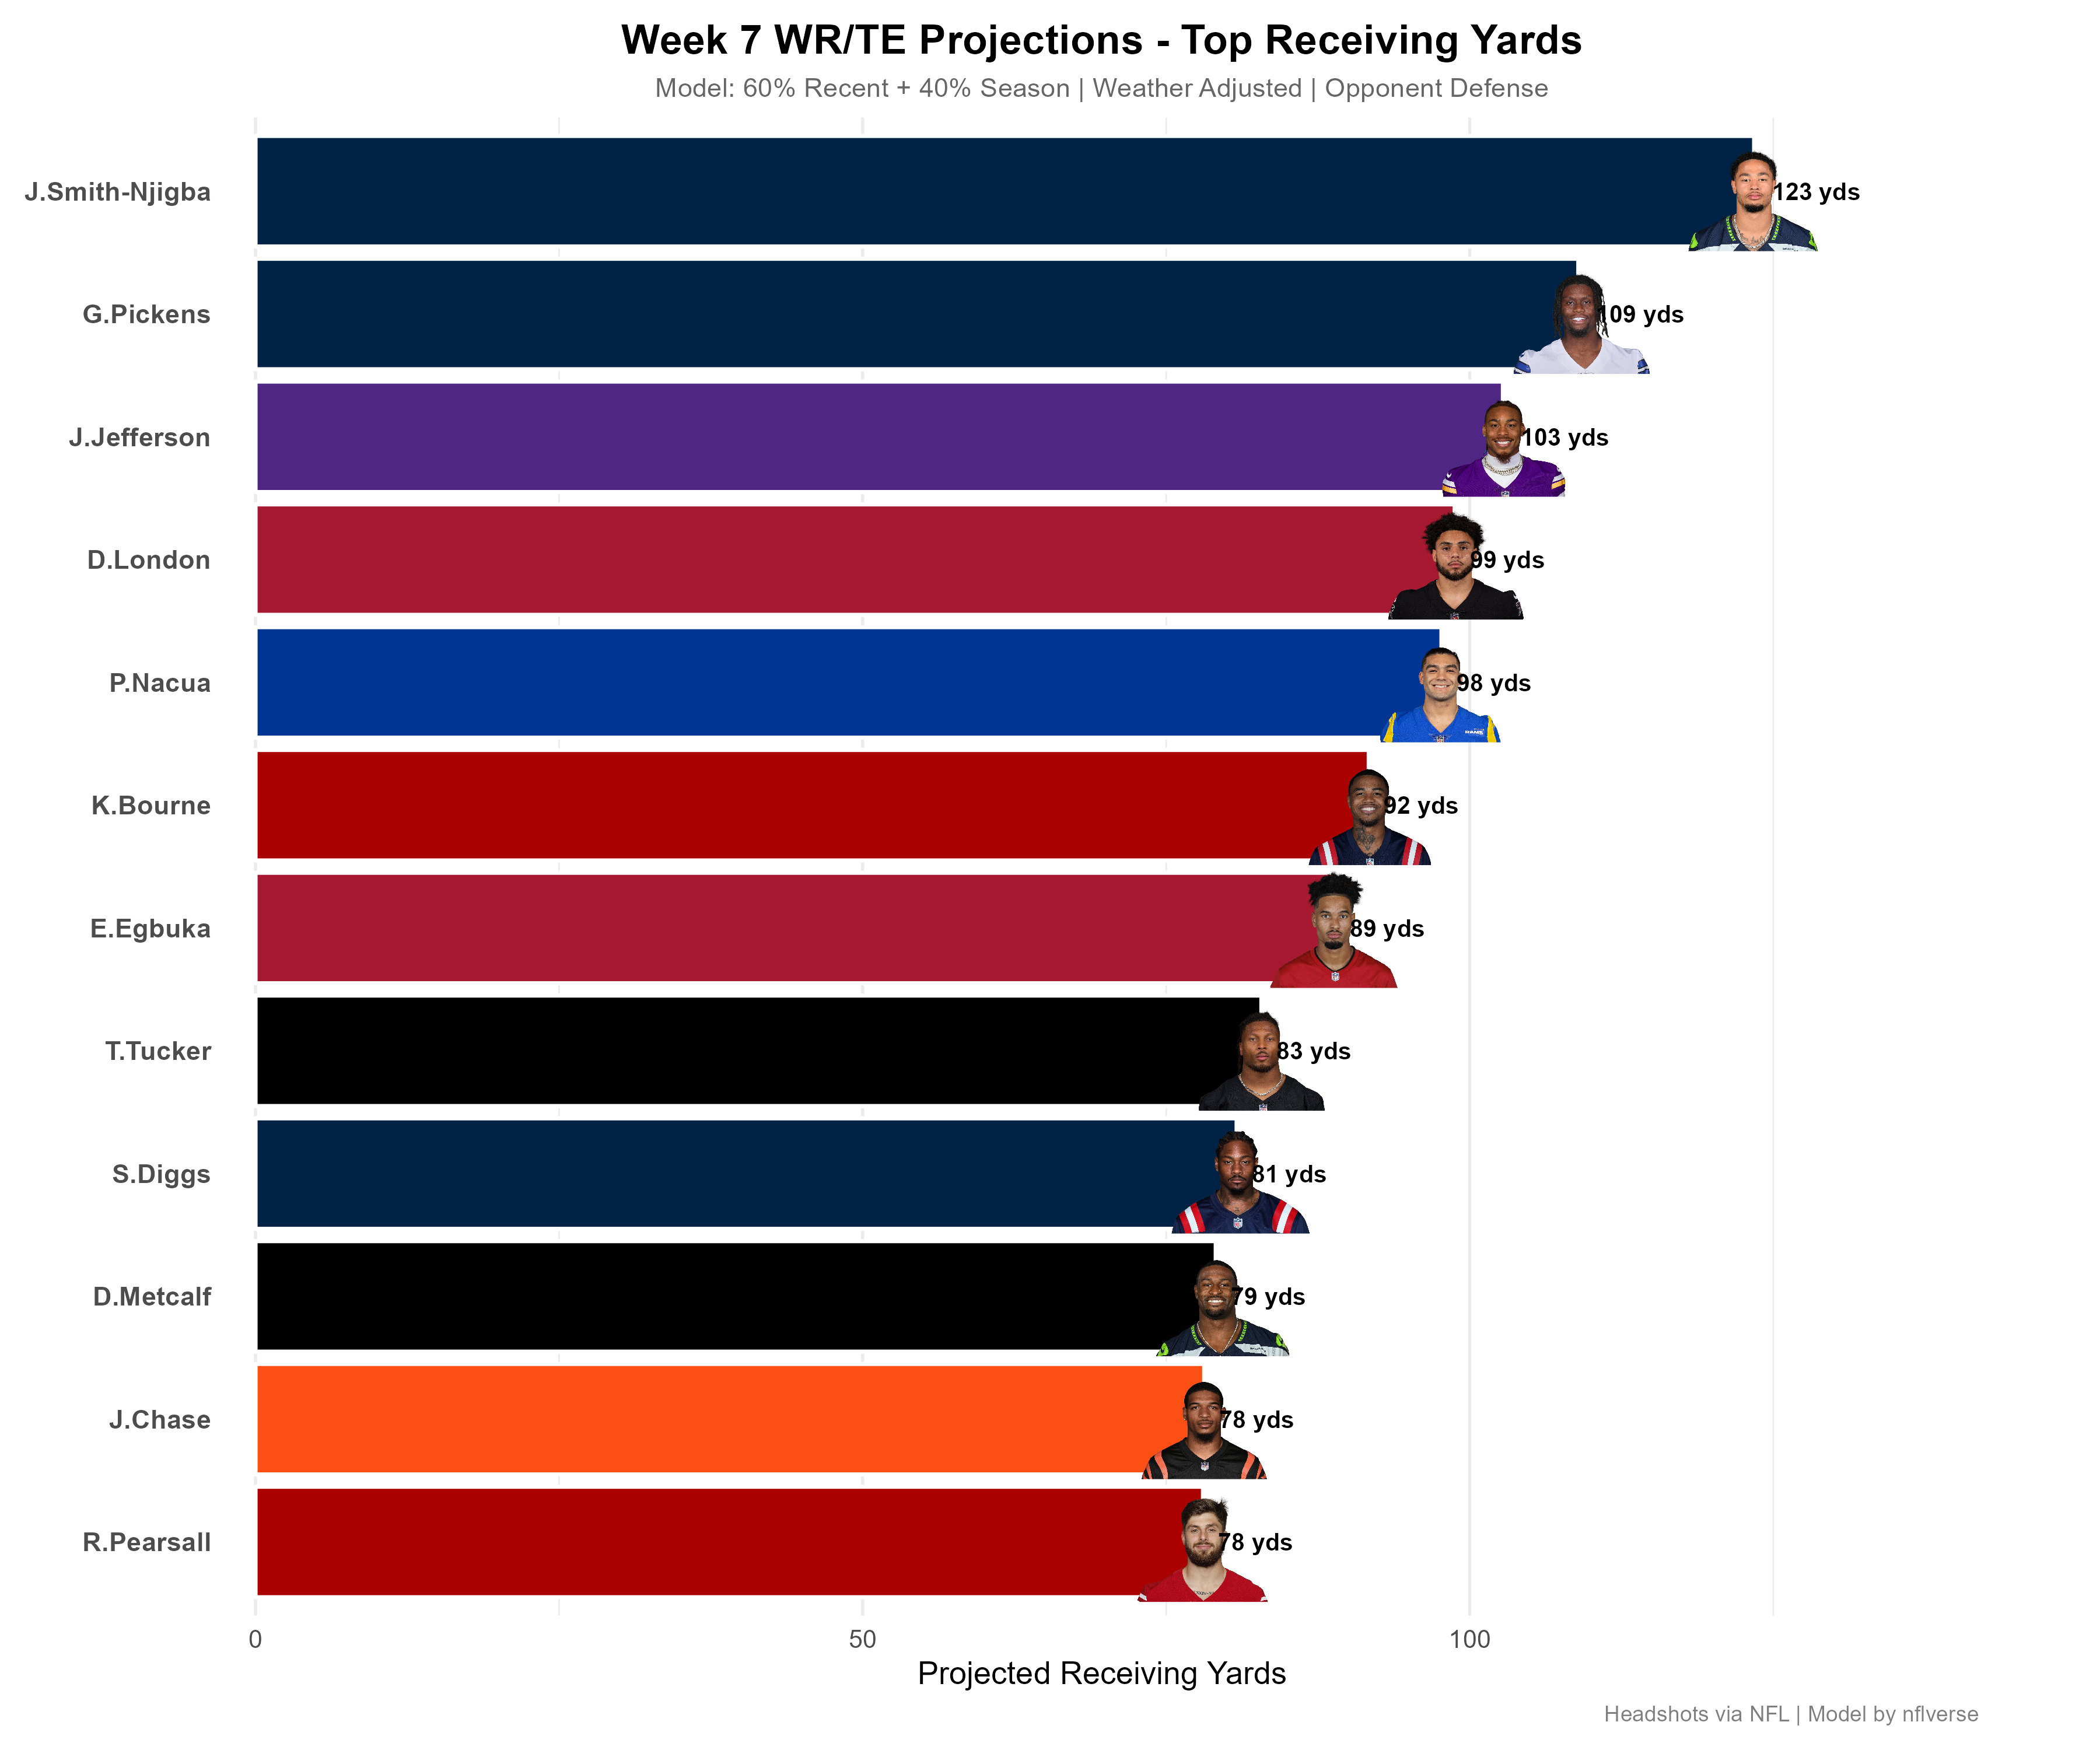 Week 7 WR/TE Projections - Top Receiving Yards
Model: 60% Recent + 40% Season | Weather Adjusted | Opponent Defense
J.Smith-Njigba 123 yds
G.Pickens 109 yds
J.Jefferson 103 yds
D.London 99 yds
P.Nacua 98 yds
K.Bourne 92 yds
E.Egbuka 89 yds
T.Tucker 83 yds
S.Diggs 81 yds
D.Metcalf 79 yds
J.Chase 78 yds
R.Pearsall 78 yds
0 50 100
Projected Receiving Yards
Headshots via NFL | Model by nflverse